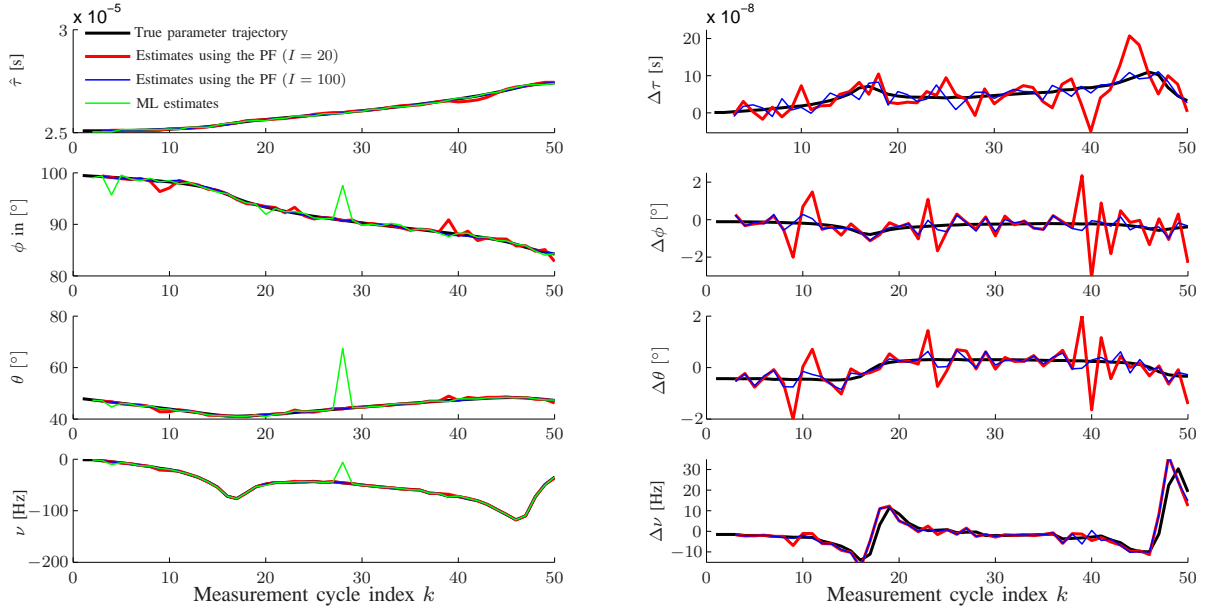 x 10⁻⁵
3
2.5
τ̂ [s]
True parameter trajectory
Estimates using the PF (I = 20)
Estimates using the PF (I = 100)
ML estimates
0 10 20 30 40 50
100
90
80
ϕ in [°]
0 10 20 30 40 50
80
60
40
θ [°]
0 10 20 30 40 50
0
−100
−200
ν [Hz]
0 10 20 30 40 50
Measurement cycle index k
x 10⁻⁸
20
10
0
Δτ [s]
10 20 30 40 50
2
0
−2
Δϕ [°]
0 10 20 30 40 50
2
0
−2
Δθ [°]
0 10 20 30 40 50
30
20
10
0
−10
Δν [Hz]
0 10 20 30 40 50
Measurement cycle index k